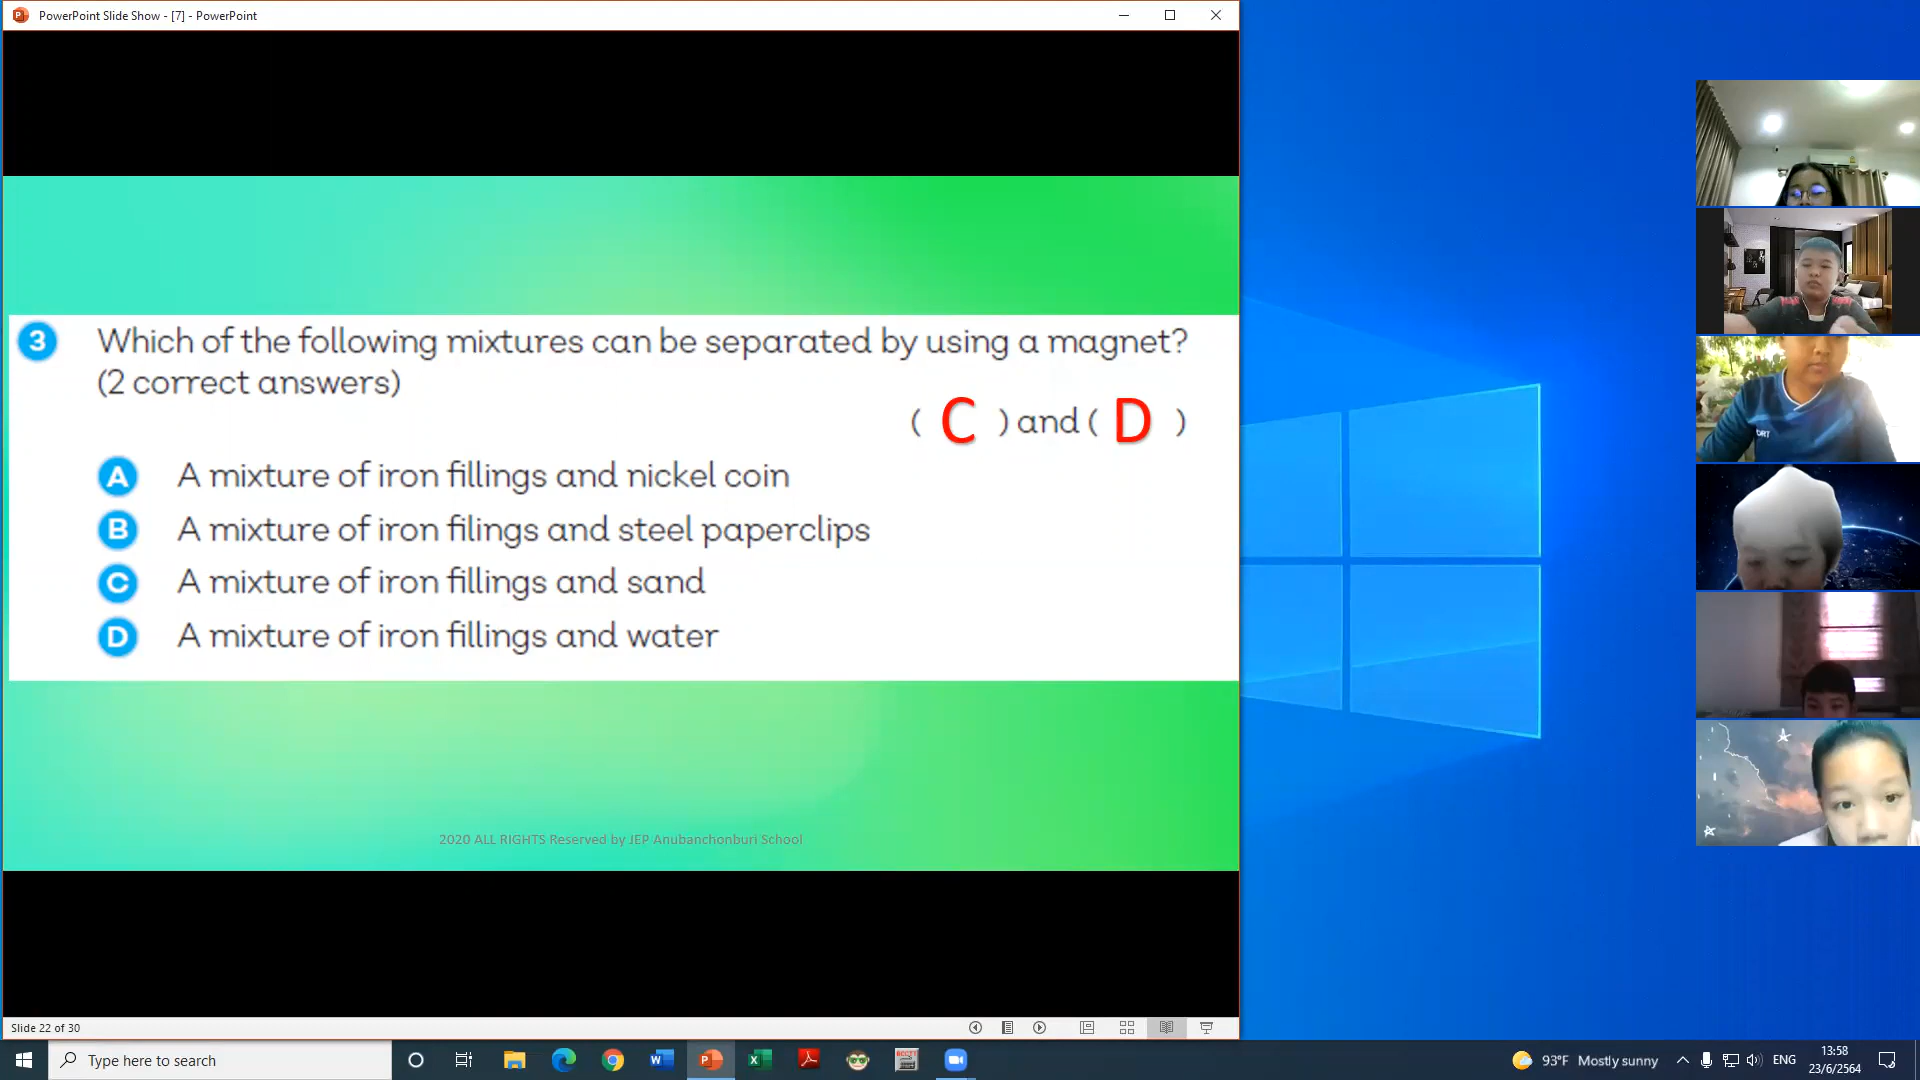 PowerPoint Slide Show - [7] - PowerPoint
3 Which of the following mixtures can be separated by using a magnet?
(2 correct answers)
( C ) and ( D )
A A mixture of iron fillings and nickel coin
B A mixture of iron filings and steel paperclips
C A mixture of iron fillings and sand
D A mixture of iron fillings and water
2020 ALL RIGHTS Reserved by JEP Anubanchonburi School
Slide 22 of 30
Type here to search
93°F Mostly sunny
ENG
13:58
23/6/2564